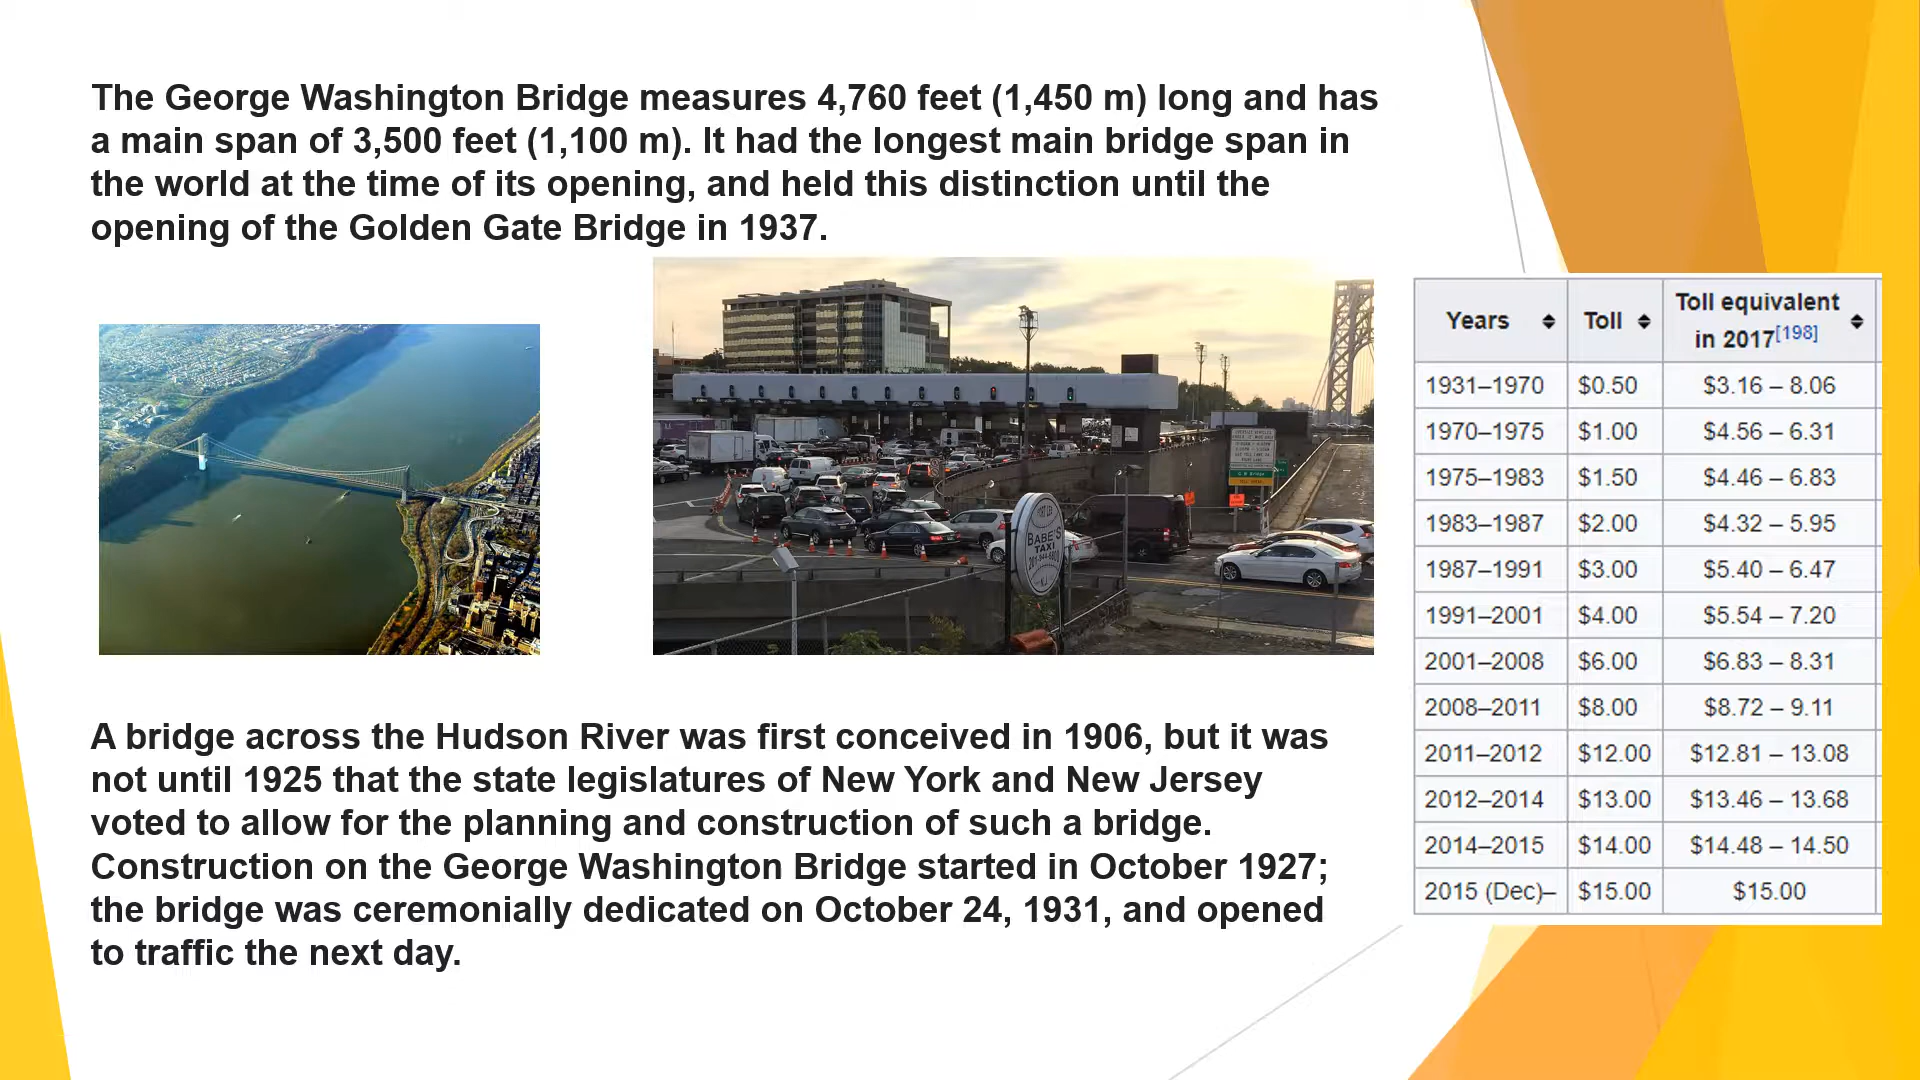 The George Washington Bridge measures 4,760 feet (1,450 m) long and has
a main span of 3,500 feet (1,100 m). It had the longest main bridge span in
the world at the time of its opening, and held this distinction until the
opening of the Golden Gate Bridge in 1937.
BABE'S
TAXI
Years Toll Toll equivalent
in 2017[198]
1931–1970 $0.50 $3.16 – 8.06
1970–1975 $1.00 $4.56 – 6.31
1975–1983 $1.50 $4.46 – 6.83
1983–1987 $2.00 $4.32 – 5.95
1987–1991 $3.00 $5.40 – 6.47
1991–2001 $4.00 $5.54 – 7.20
2001–2008 $6.00 $6.83 – 8.31
2008–2011 $8.00 $8.72 – 9.11
2011–2012 $12.00 $12.81 – 13.08
2012–2014 $13.00 $13.46 – 13.68
2014–2015 $14.00 $14.48 – 14.50
2015 (Dec)– $15.00 $15.00
A bridge across the Hudson River was first conceived in 1906, but it was
not until 1925 that the state legislatures of New York and New Jersey
voted to allow for the planning and construction of such a bridge.
Construction on the George Washington Bridge started in October 1927;
the bridge was ceremonially dedicated on October 24, 1931, and opened
to traffic the next day.